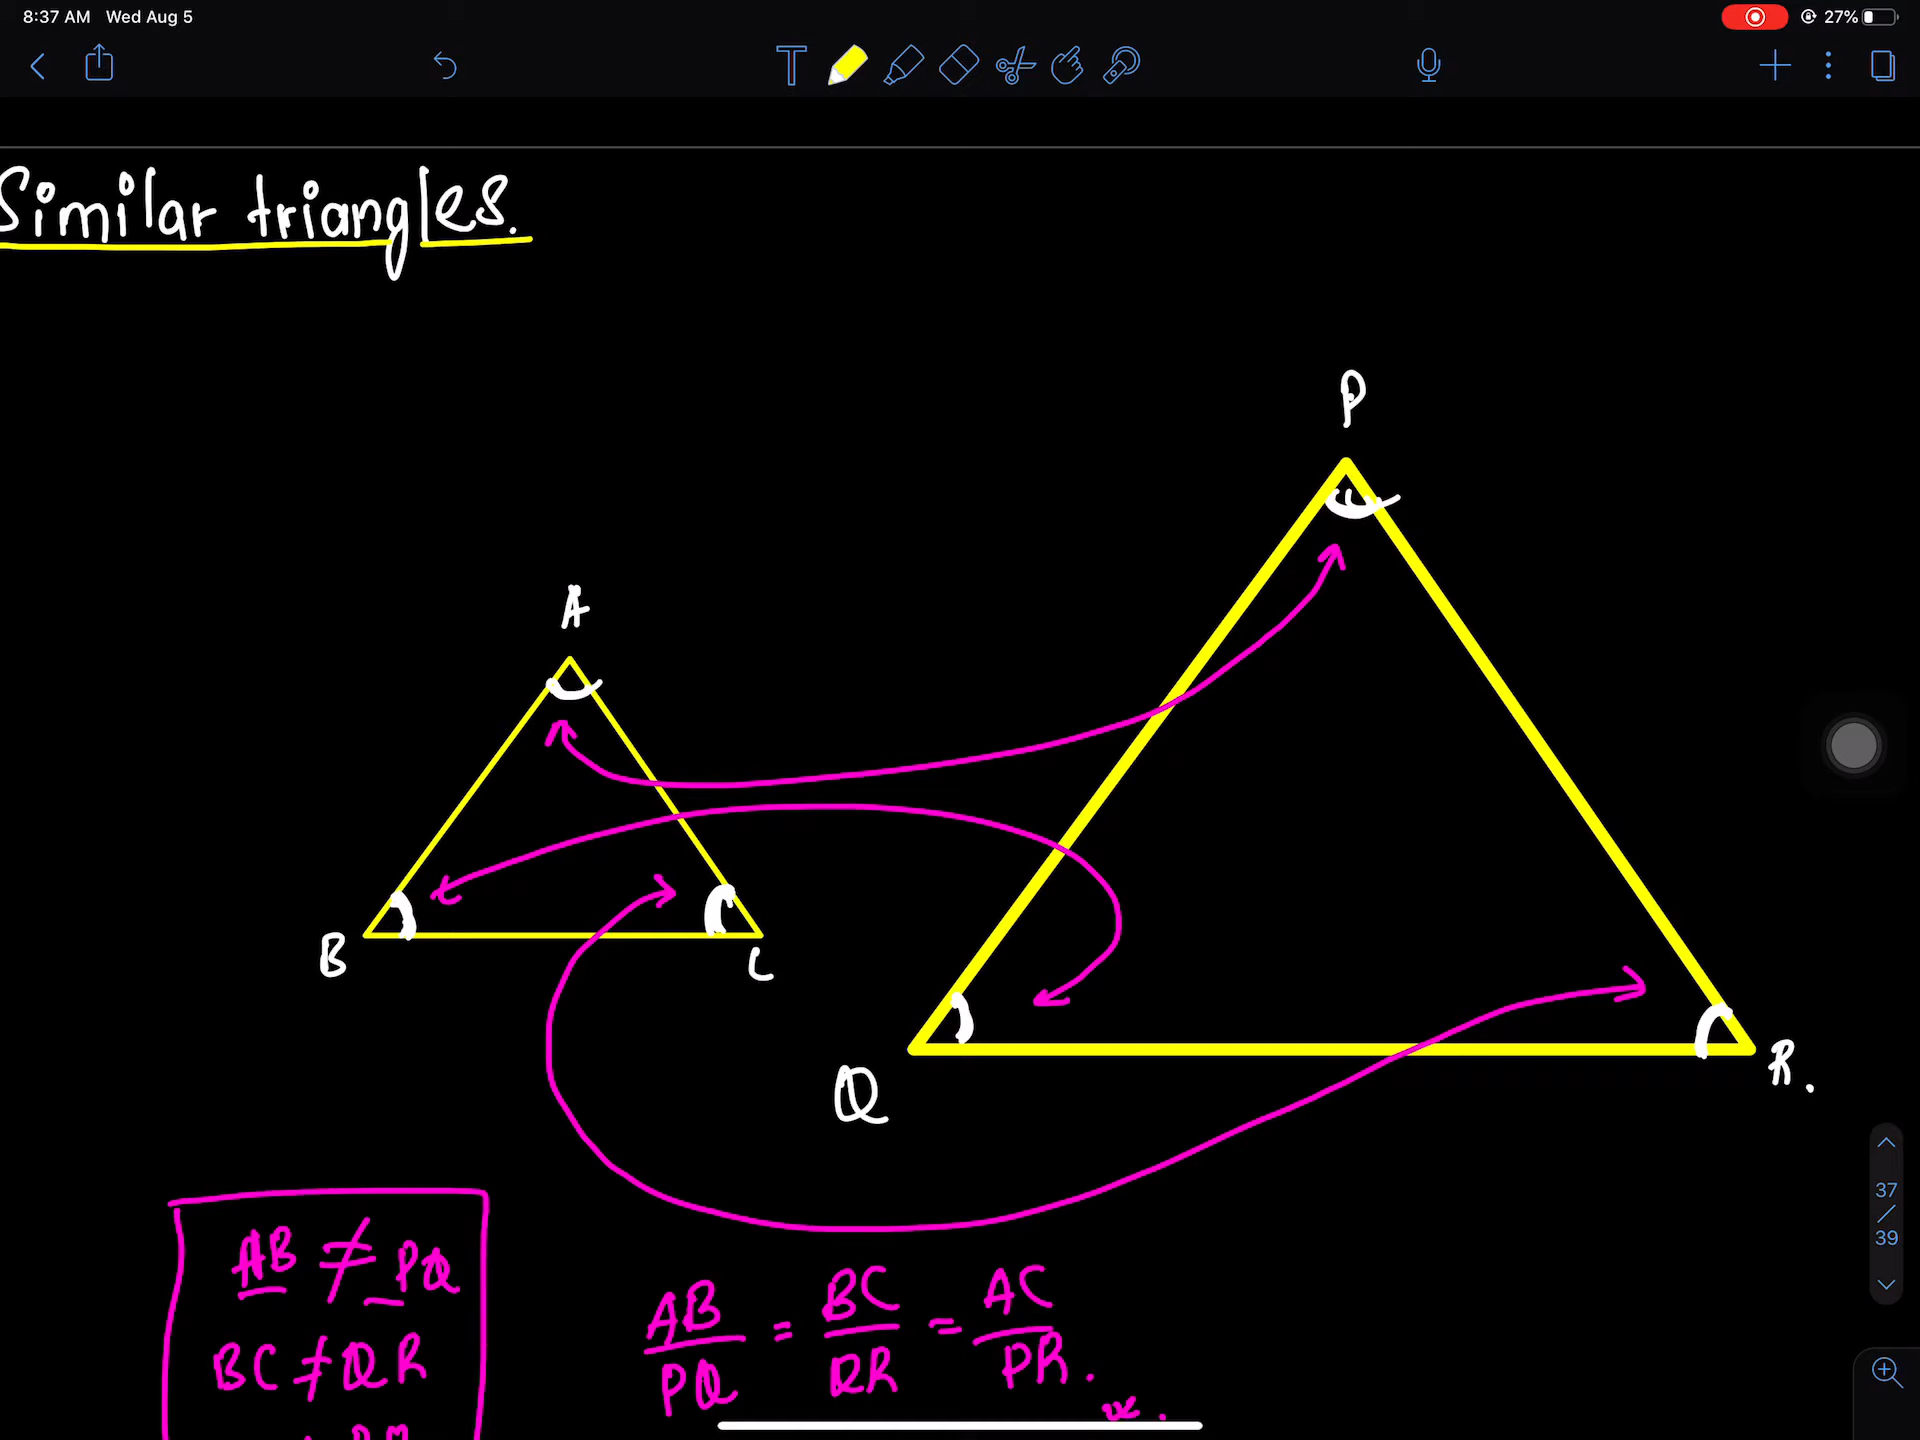 8:37 AM Wed Aug 5
27%
T
Similar triangles.
P
A
B
C
Q
R.
37
/
39
AB ≠ PQ
BC ≠ QR
AB/PQ = BC/QR = AC/PR.